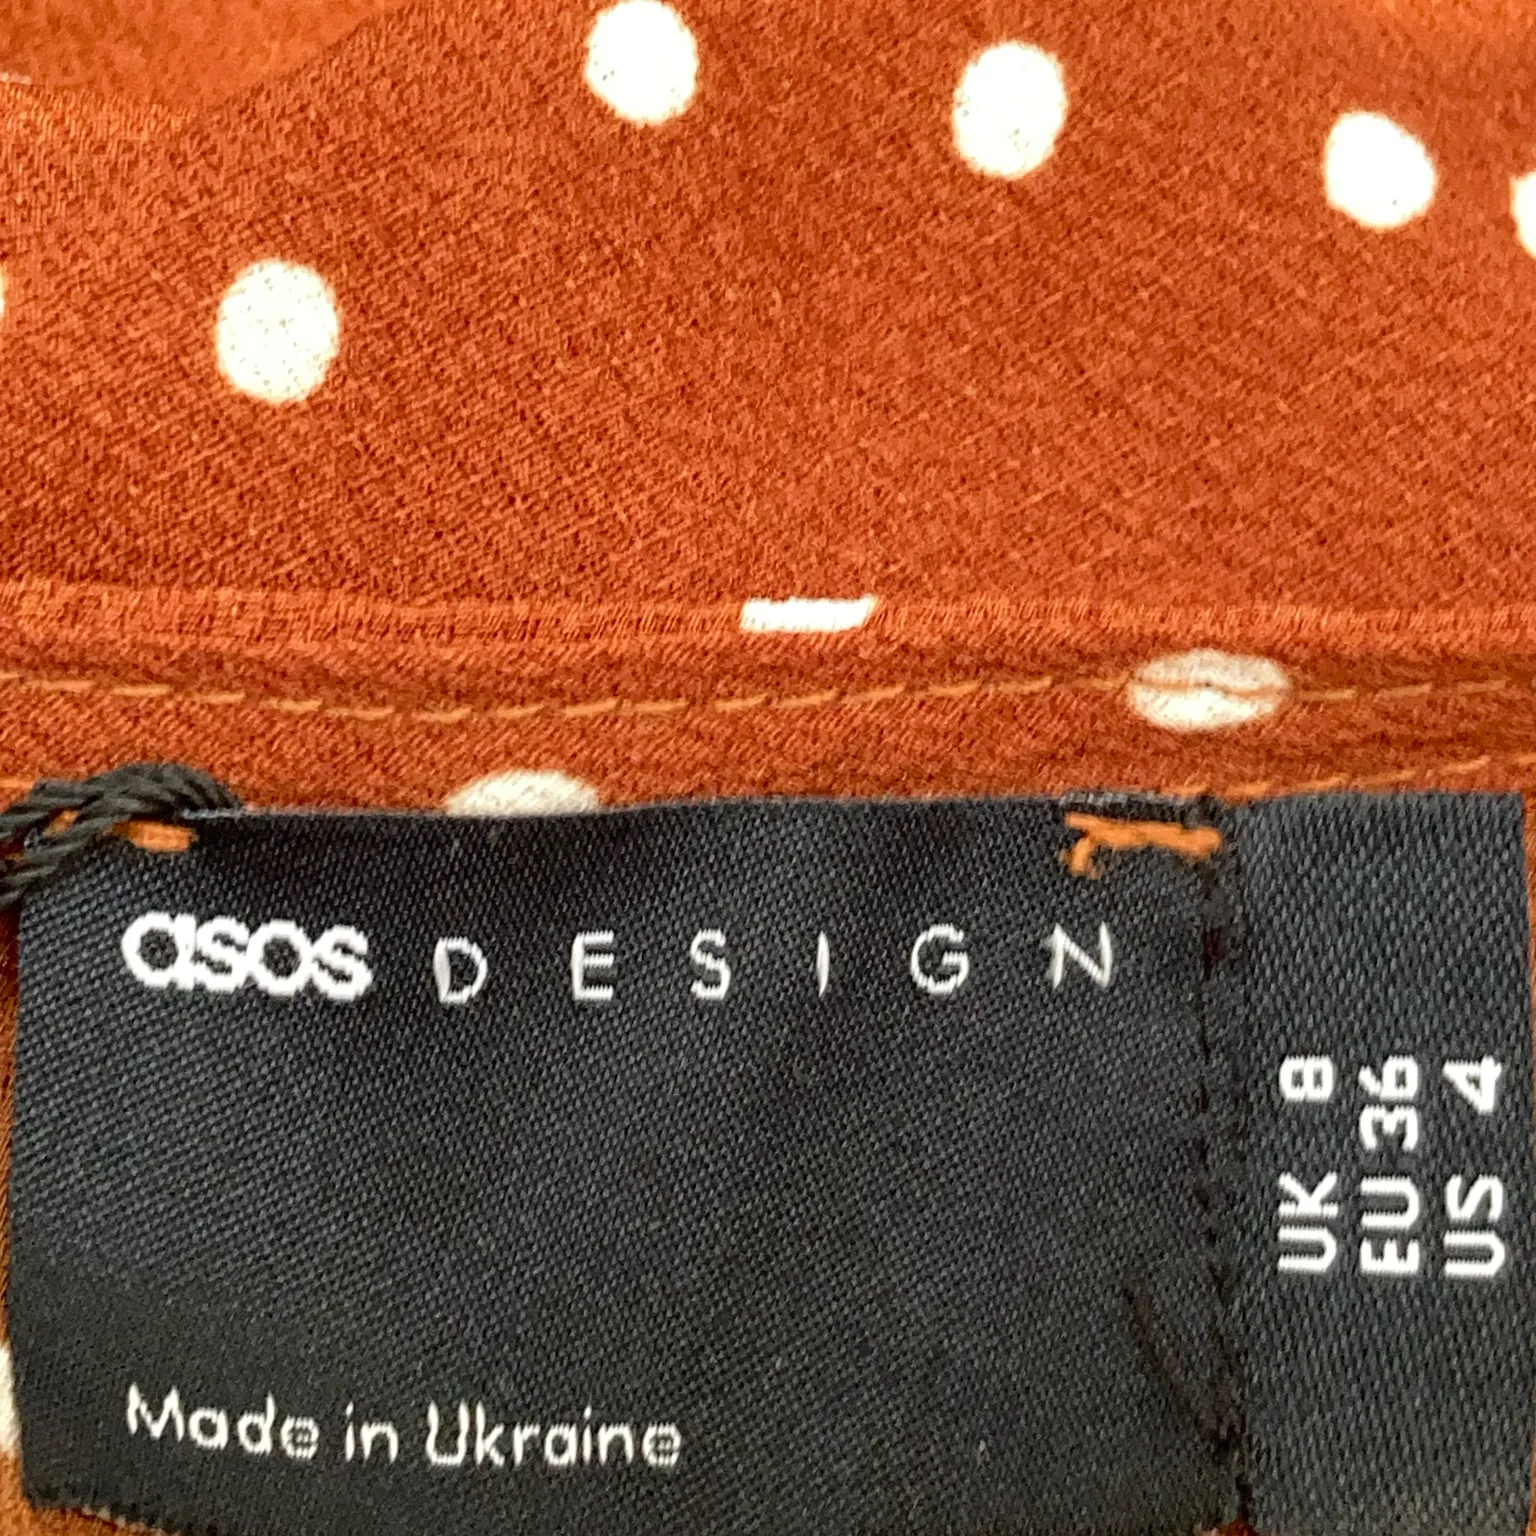 asos DESIGN
Made in Ukraine
UK 8
EU 36
US 4